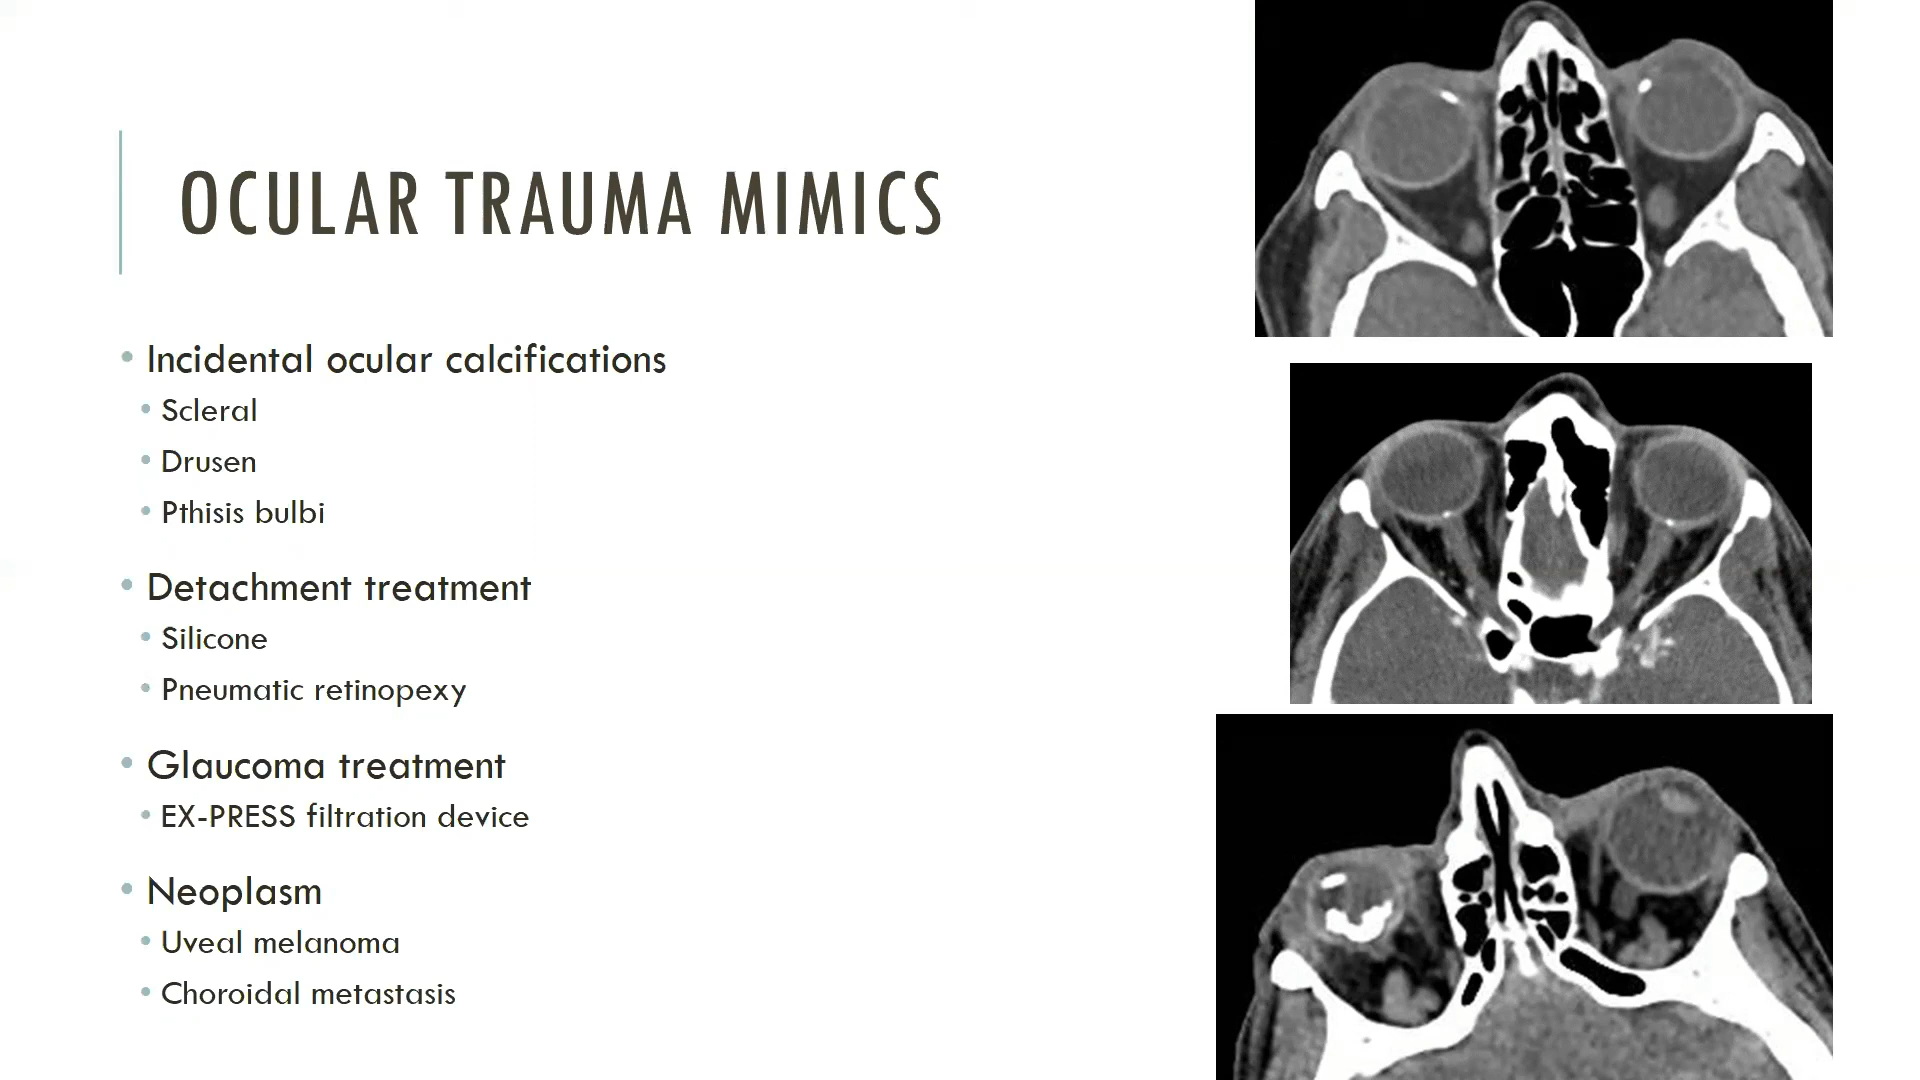 OCULAR TRAUMA MIMICS
• Incidental ocular calcifications
• Scleral
• Drusen
• Pthisis bulbi
• Detachment treatment
• Silicone
• Pneumatic retinopexy
• Glaucoma treatment
• EX-PRESS filtration device
• Neoplasm
• Uveal melanoma
• Choroidal metastasis